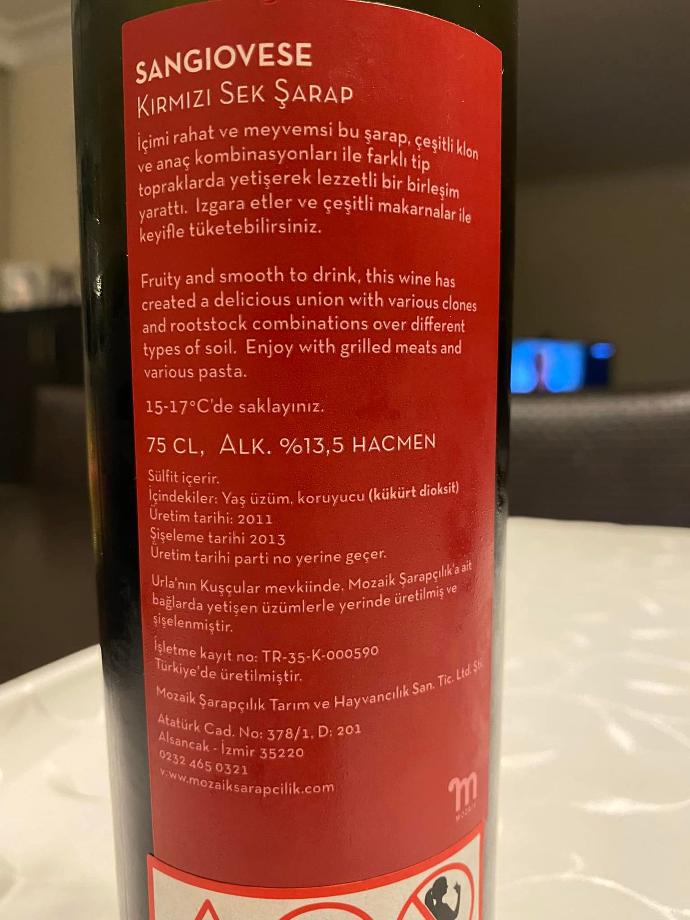 SANGIOVESE
KIRMIZI SEK ŞARAP
İçimi rahat ve meyvemsi bu şarap, çeşitli klon
ve anaç kombinasyonları ile farklı tip
topraklarda yetişerek lezzetli bir birleşim
yarattı. Izgara etler ve çeşitli makarnalar ile
keyifle tüketebilirsiniz.
Fruity and smooth to drink, this wine has
created a delicious union with various clones
and rootstock combinations over different
types of soil. Enjoy with grilled meats and
various pasta.
15-17°C'de saklayınız.
75 CL, ALK. %13,5 HACMEN
Sülfit içerir.
İçindekiler: Yaş üzüm, koruyucu (kükürt dioksit)
Üretim tarihi: 2011
Şişeleme tarihi 2013
Üretim tarihi parti no yerine geçer.
Urla'nın Kuşçular mevkiinde, Mozaik Şarapçılık'a ait
bağlarda yetişen üzümlerle yerinde üretilmiş ve
şişelenmiştir.
İşletme kayıt no: TR-35-K-000590
Türkiye'de üretilmiştir.
Mozaik Şarapçılık Tarım ve Hayvancılık San. Tic. Ltd. Şti.
Atatürk Cad. No: 378/1, D: 201
Alsancak - İzmir 35220
0232 465 0321
www.mozaiksarapcilik.com
m
MOZAIK